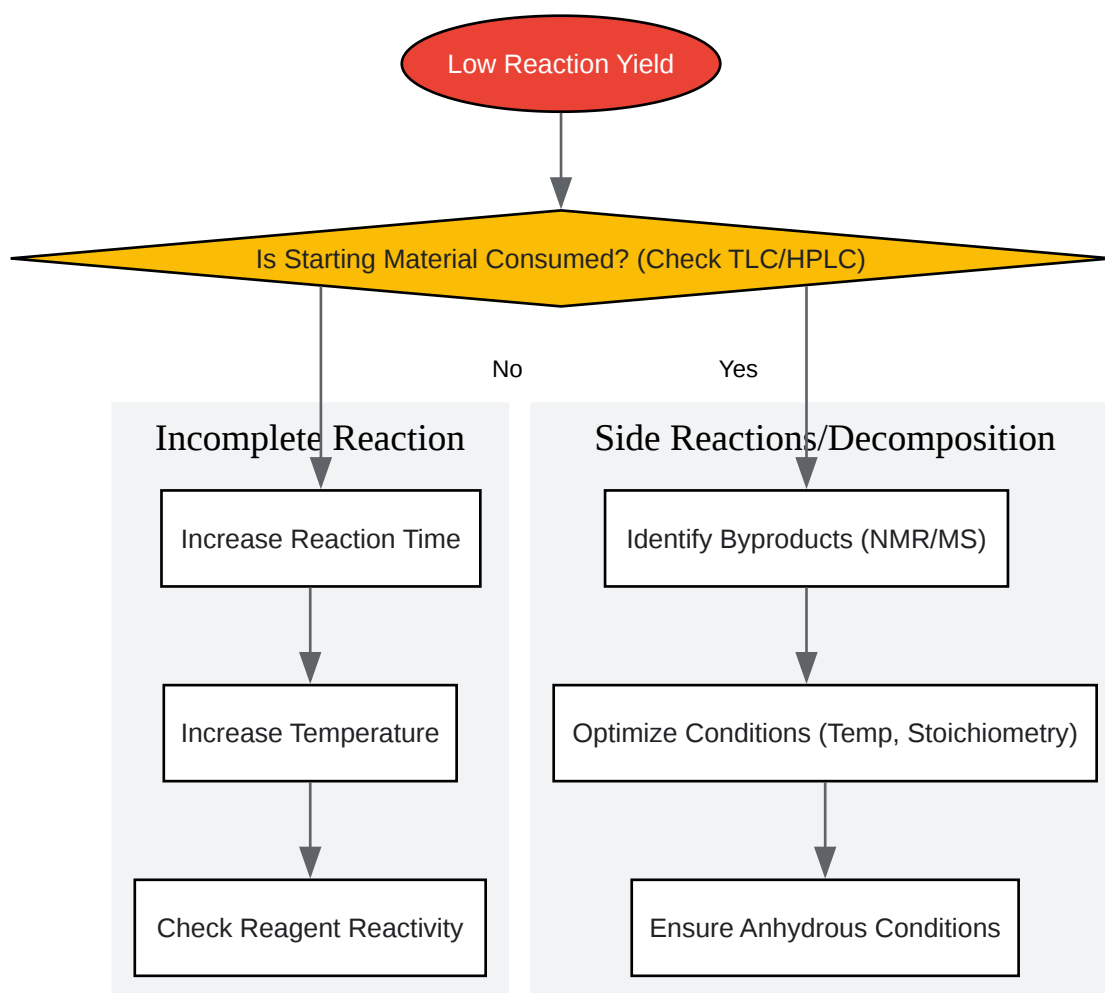 Low Reaction Yield
Is Starting Material Consumed? (Check TLC/HPLC)
No
Yes
Incomplete Reaction
Increase Reaction Time
Increase Temperature
Check Reagent Reactivity
Side Reactions/Decomposition
Identify Byproducts (NMR/MS)
Optimize Conditions (Temp, Stoichiometry)
Ensure Anhydrous Conditions